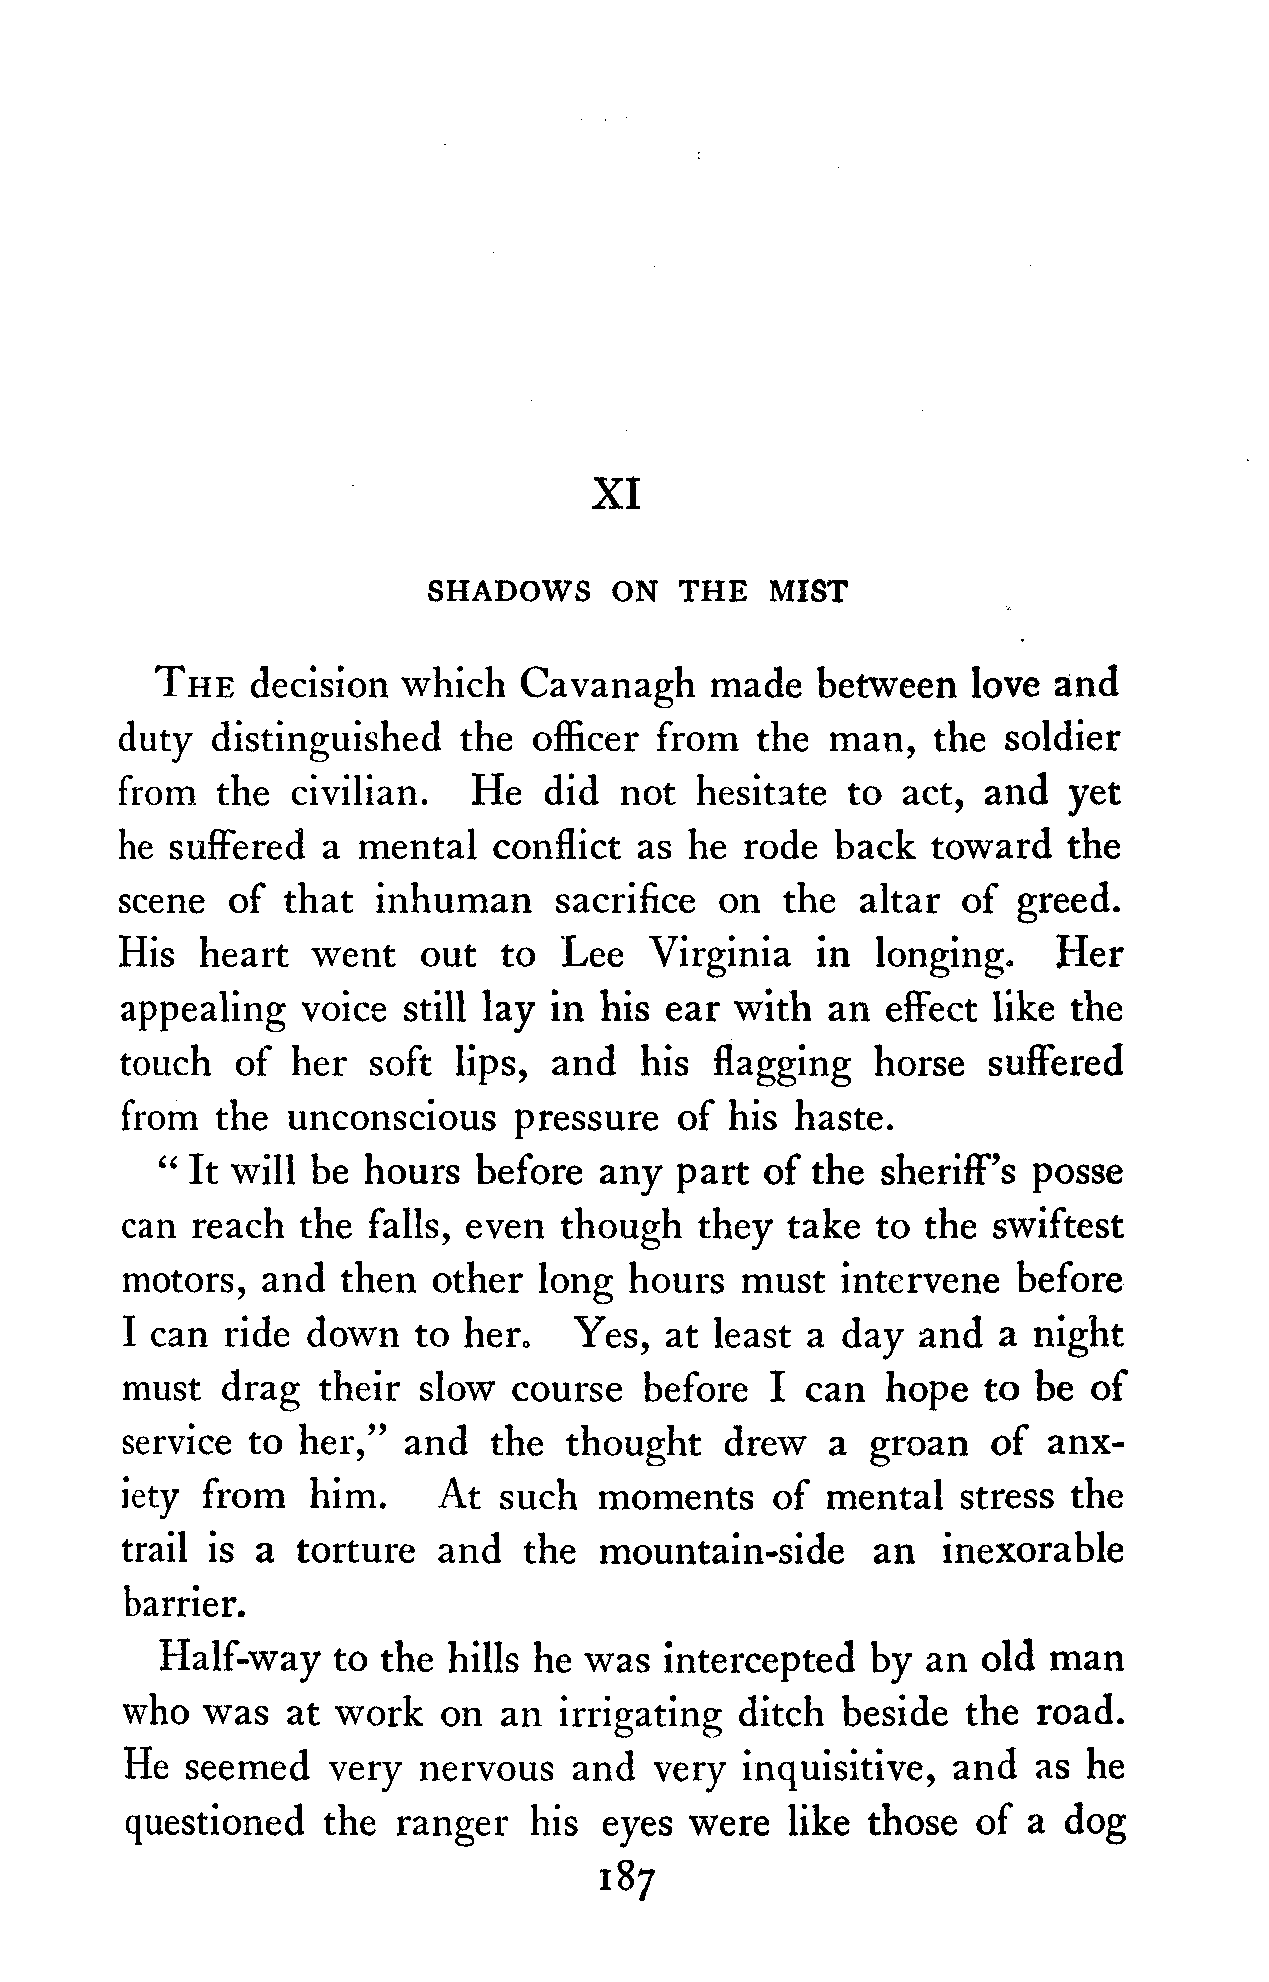 XI
SHADOWS ON THE MIST
THE decision which Cavanagh made between love and
duty distinguished the officer from the man, the soldier
from the civilian. He did not hesitate to act, and yet
he suffered a mental conflict as he rode back toward the
scene of that inhuman sacrifice on the altar of greed.
His heart went out to Lee Virginia in longing. Her
appealing voice still lay in his ear with an effect like the
touch of her soft lips, and his flagging horse suffered
from the unconscious pressure of his haste.
“ It will be hours before any part of the sheriff’s posse
can reach the falls, even though they take to the swiftest
motors, and then other long hours must intervene before
I can ride down to her. Yes, at least a day and a night
must drag their slow course before I can hope to be of
service to her,” and the thought drew a groan of anx-
iety from him. At such moments of mental stress the
trail is a torture and the mountain-side an inexorable
barrier.
Half-way to the hills he was intercepted by an old man
who was at work on an irrigating ditch beside the road.
He seemed very nervous and very inquisitive, and as he
questioned the ranger his eyes were like those of a dog
187